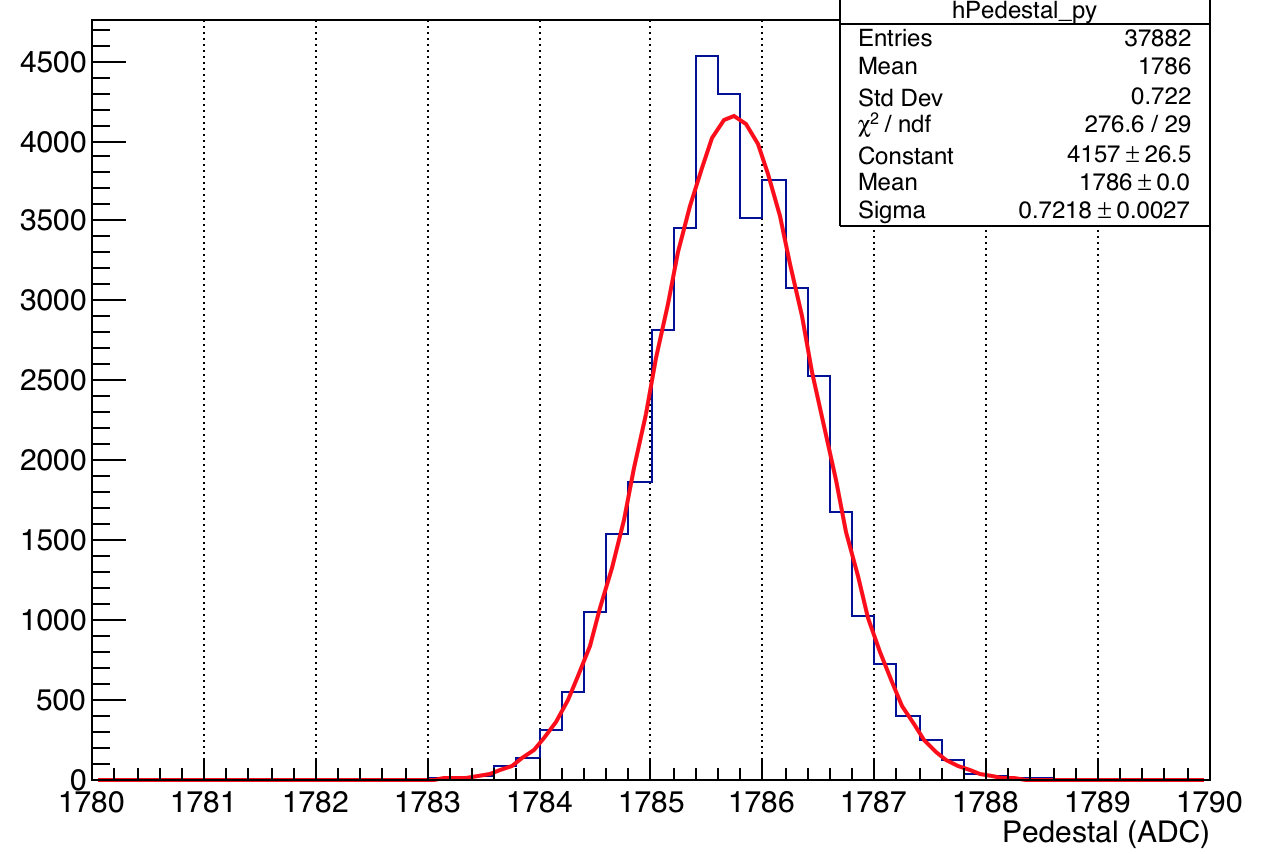 hPedestal_py
Entries 37882
Mean 1786
Std Dev 0.722
χ² / ndf 276.6 / 29
Constant 4157 ± 26.5
Mean 1786 ± 0.0
Sigma 0.7218 ± 0.0027
4500
4000
3500
3000
2500
2000
1500
1000
500
0
1780 1781 1782 1783 1784 1785 1786 1787 1788 1789 1790
Pedestal (ADC)